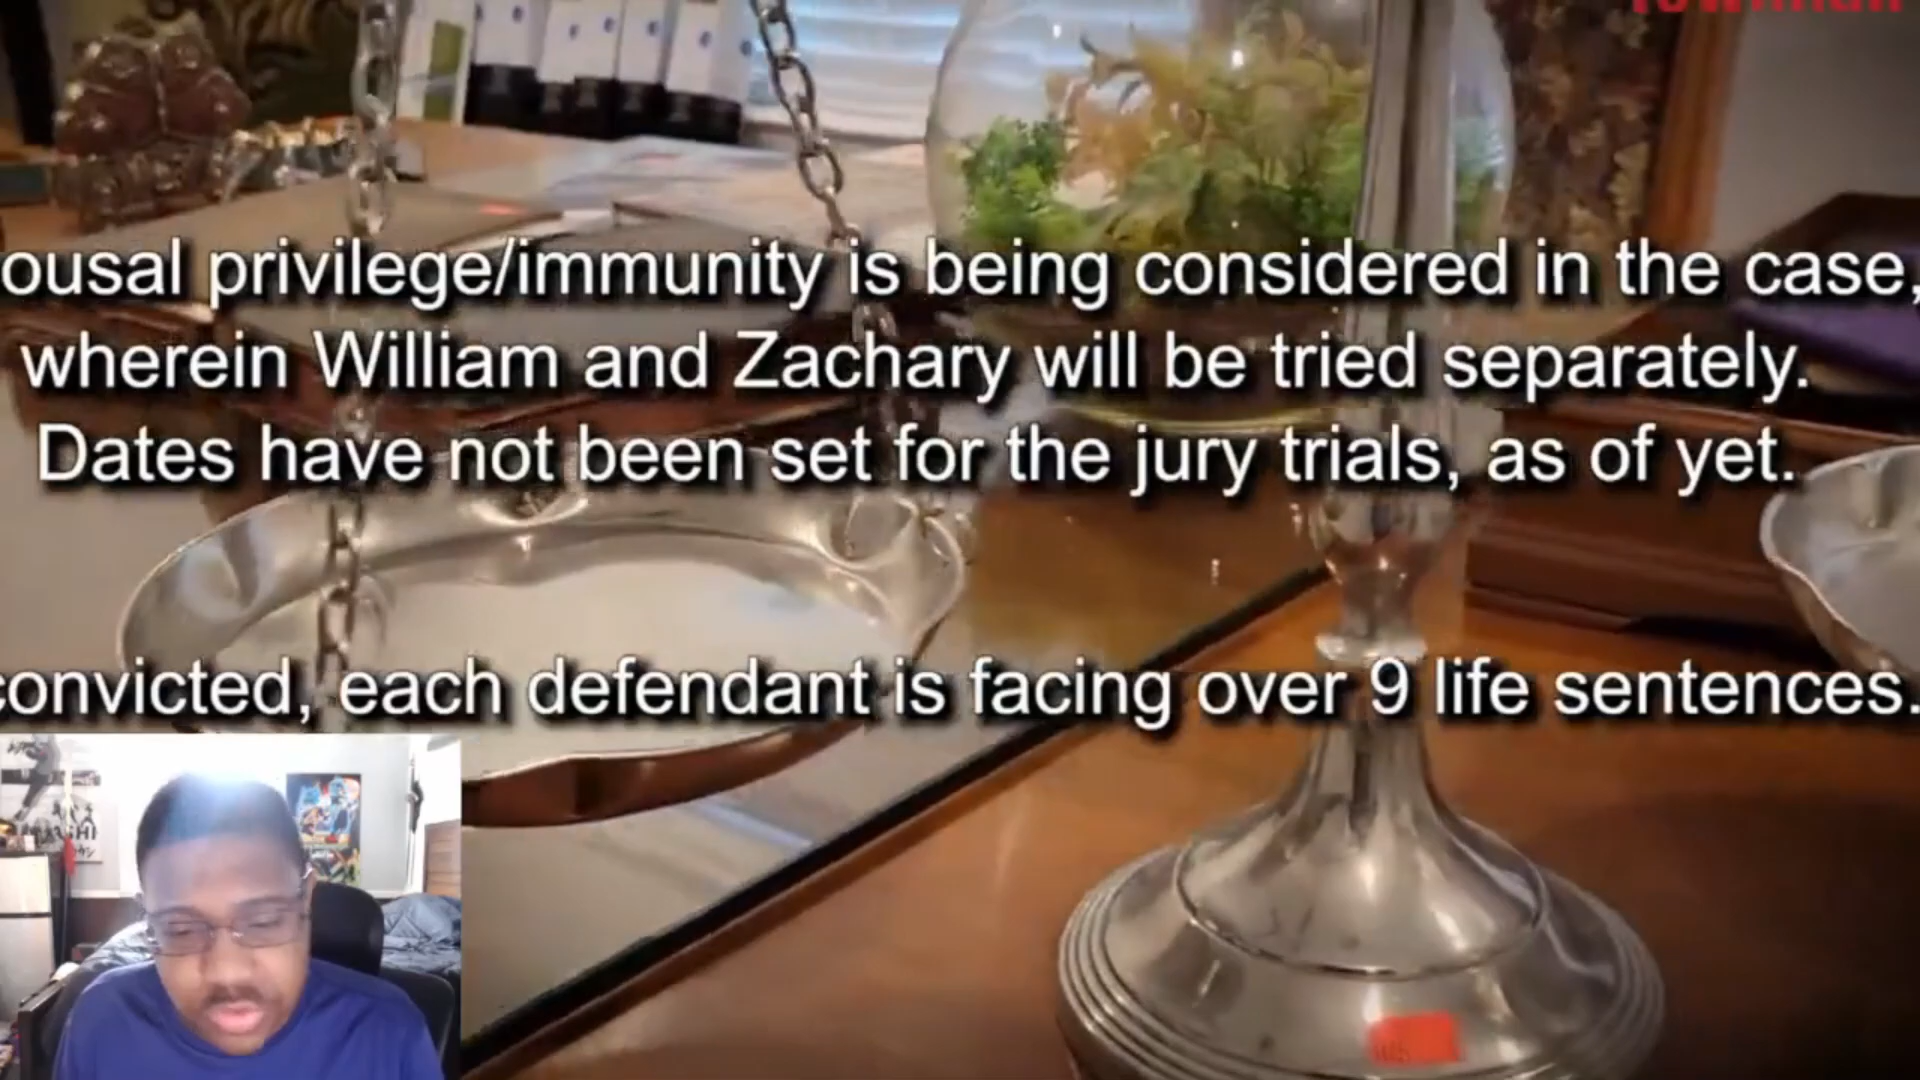 ousal privilege/immunity is being considered in the case,
wherein William and Zachary will be tried separately.
Dates have not been set for the jury trials, as of yet.
convicted, each defendant is facing over 9 life sentences.